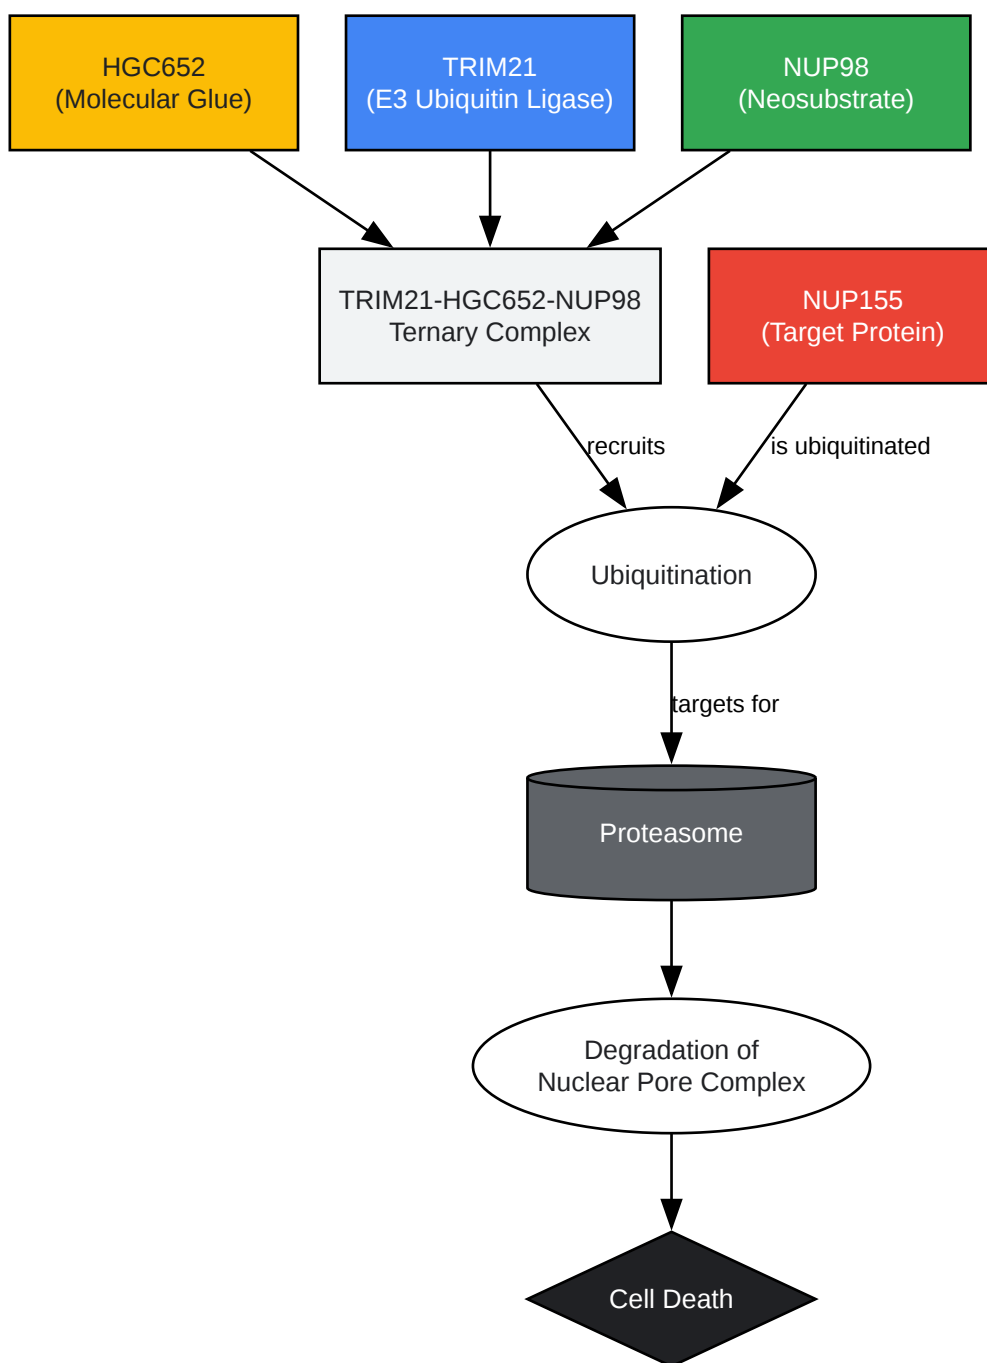 HGC652
(Molecular Glue)
TRIM21
(E3 Ubiquitin Ligase)
NUP98
(Neosubstrate)
TRIM21-HGC652-NUP98
Ternary Complex
NUP155
(Target Protein)
recruits
is ubiquitinated
Ubiquitination
targets for
Proteasome
Degradation of
Nuclear Pore Complex
Cell Death